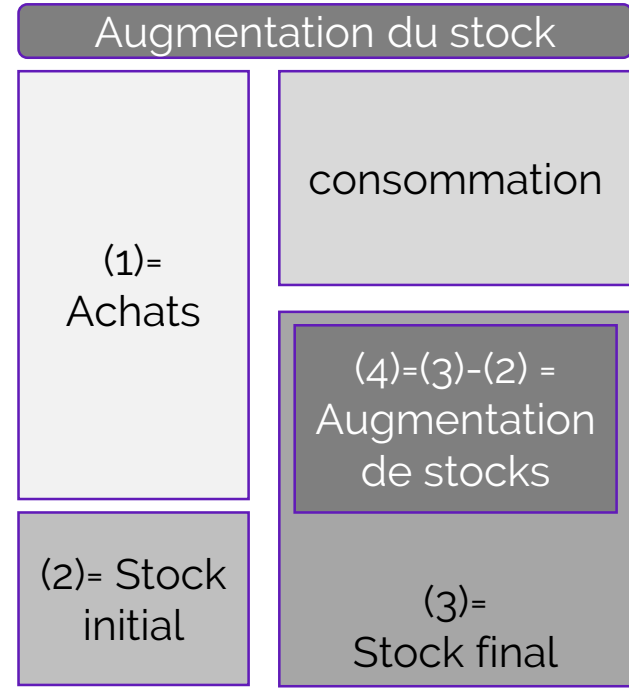 Augmentation du stock
(1)=
Achats
(2)= Stock
initial
consommation
(4)=(3)-(2) =
Augmentation
de stocks
(3)=
Stock final